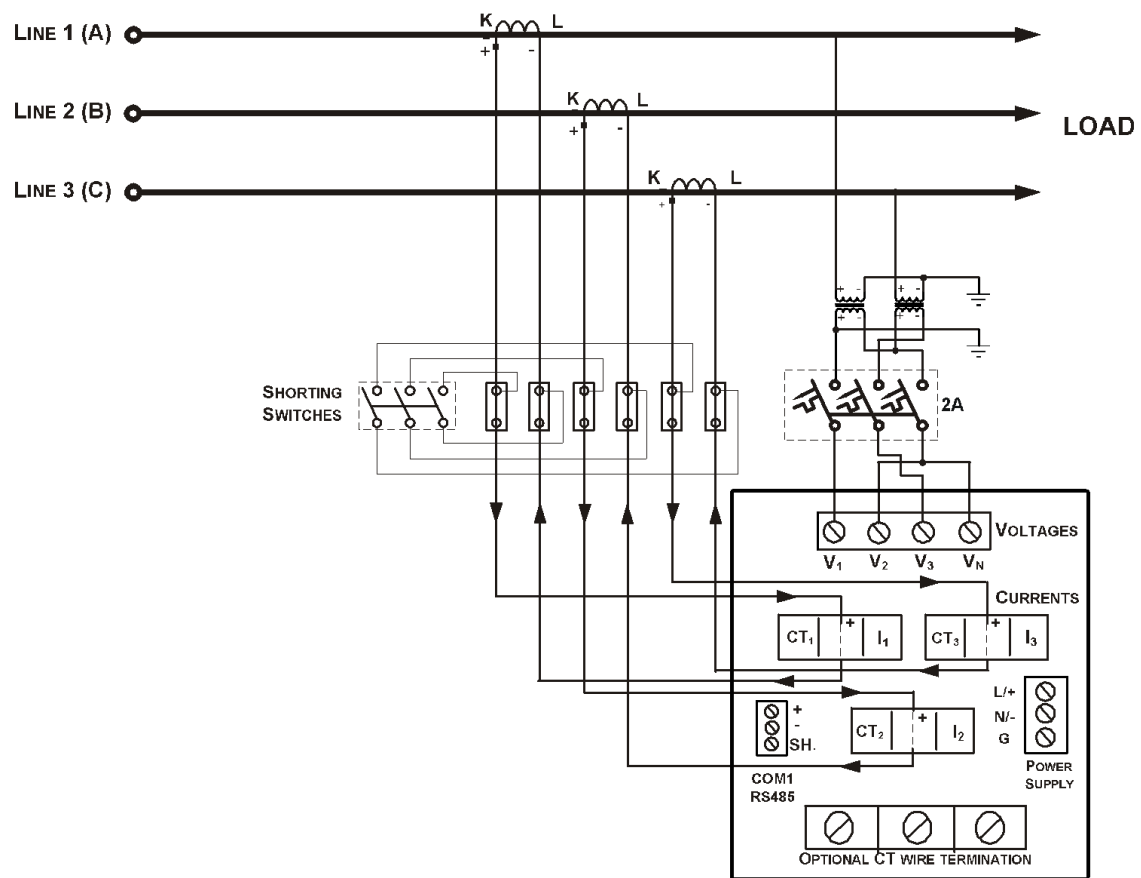 LINE 1 (A)
K
L
+
-
LINE 2 (B)
K
L
+
-
LOAD
LINE 3 (C)
K
L
+
-
+ -
+ -
+ -
+ -
SHORTING
SWITCHES
2A
VOLTAGES
V1 V2 V3 VN
CURRENTS
CT1 + I1
CT3 + I3
L/+
N/-
G
POWER
SUPPLY
+
-
SH.
COM1
RS485
CT2 + I2
OPTIONAL CT WIRE TERMINATION